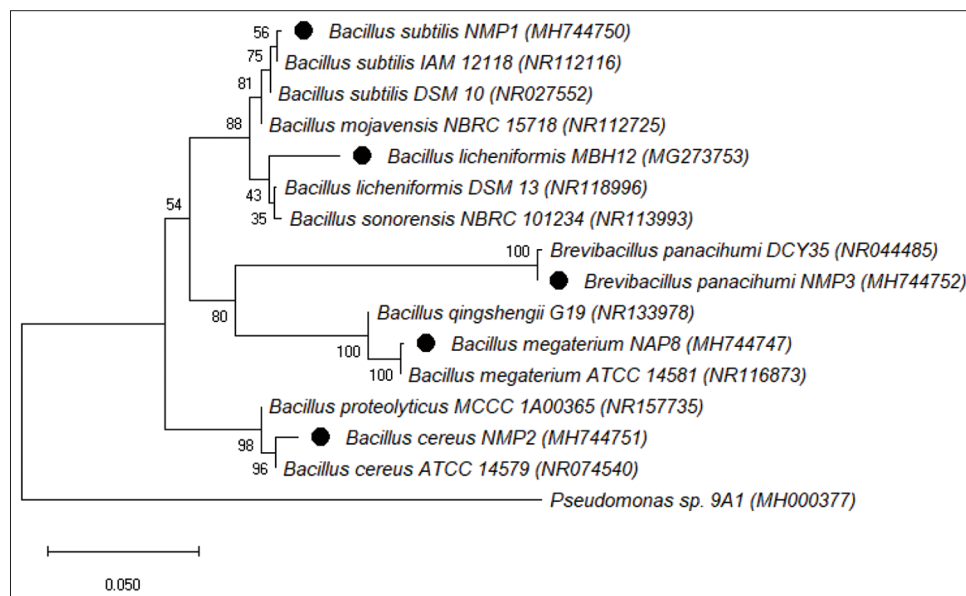 56
Bacillus subtilis NMP1 (MH744750)
75
Bacillus subtilis IAM 12118 (NR112116)
81
Bacillus subtilis DSM 10 (NR027552)
88
Bacillus mojavensis NBRC 15718 (NR112725)
Bacillus licheniformis MBH12 (MG273753)
43
Bacillus licheniformis DSM 13 (NR118996)
54
35
Bacillus sonorensis NBRC 101234 (NR113993)
100
Brevibacillus panacihumi DCY35 (NR044485)
Brevibacillus panacihumi NMP3 (MH744752)
80
Bacillus qingshengii G19 (NR133978)
100
Bacillus megaterium NAP8 (MH744747)
100
Bacillus megaterium ATCC 14581 (NR116873)
Bacillus proteolyticus MCCC 1A00365 (NR157735)
98
Bacillus cereus NMP2 (MH744751)
96
Bacillus cereus ATCC 14579 (NR074540)
Pseudomonas sp. 9A1 (MH000377)
0.050